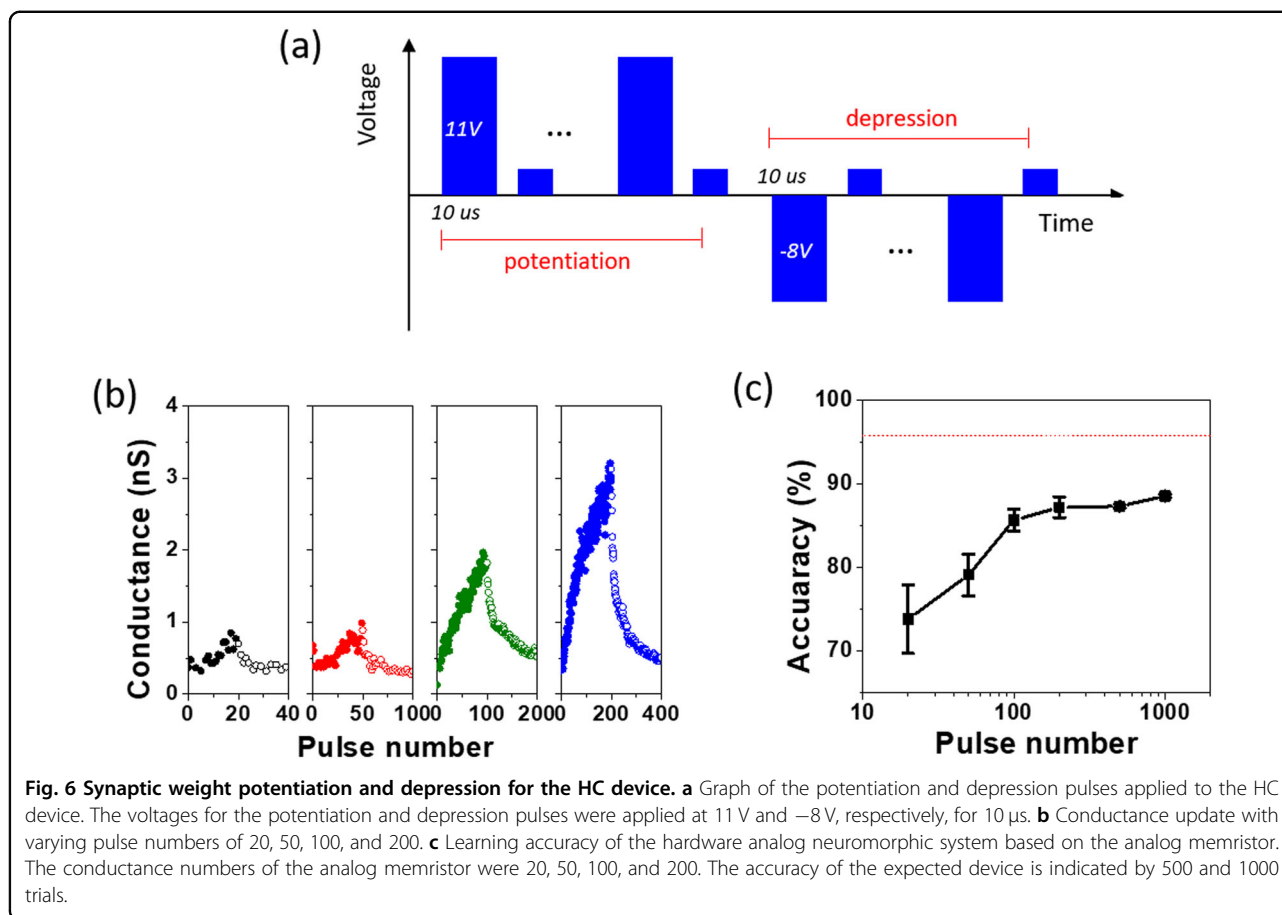 (a)
Voltage
11V
...
10 us
potentiation
depression
10 us
-8V
...
Time
(b)
Conductance (nS)
4
3
2
1
0
0 20 40
0 50 100
0 100 200
0 200 400
Pulse number
(c)
Accuaracy (%)
100
90
80
70
10 100 1000
Pulse number
Fig. 6 Synaptic weight potentiation and depression for the HC device. a Graph of the potentiation and depression pulses applied to the HC
device. The voltages for the potentiation and depression pulses were applied at 11 V and −8 V, respectively, for 10 µs. b Conductance update with
varying pulse numbers of 20, 50, 100, and 200. c Learning accuracy of the hardware analog neuromorphic system based on the analog memristor.
The conductance numbers of the analog memristor were 20, 50, 100, and 200. The accuracy of the expected device is indicated by 500 and 1000
trials.